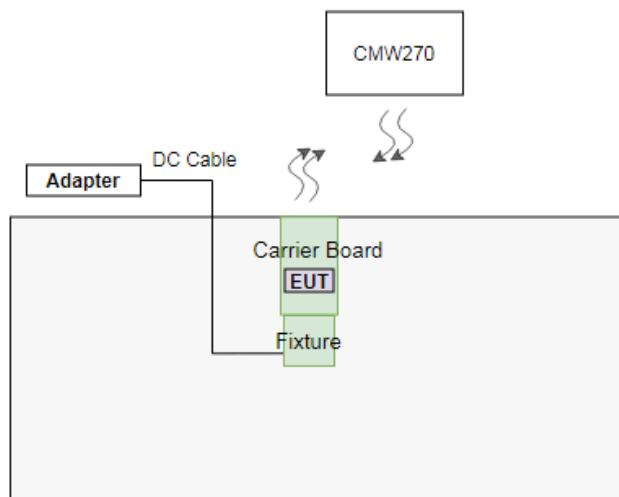 CMW270
DC Cable
Adapter
Carrier Board
EUT
Fixture